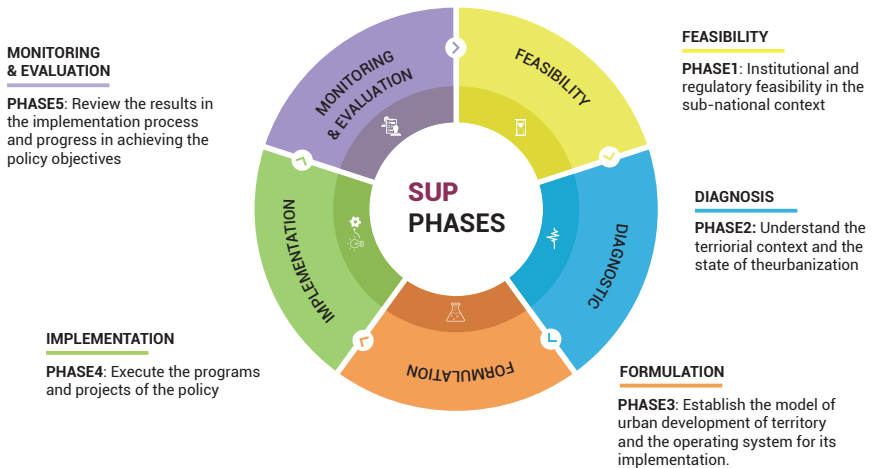 MONITORING
& EVALUATION
PHASE5: Review the results in
the implementation process
and progress in achieving the
policy objectives
MONITORING
& EVALUATION
FEASIBILITY
FEASIBILITY
PHASE1: Institutional and
regulatory feasibility in the
sub-national context
SUP
PHASES
DIAGNOSTIC
DIAGNOSIS
PHASE2: Understand the
terriorial context and the
state of theurbanization
IMPLEMENTATION
IMPLEMENTATION
PHASE4: Execute the programs
and projects of the policy
FORMULATION
FORMULATION
PHASE3: Establish the model of
urban development of territory
and the operating system for its
implementation.